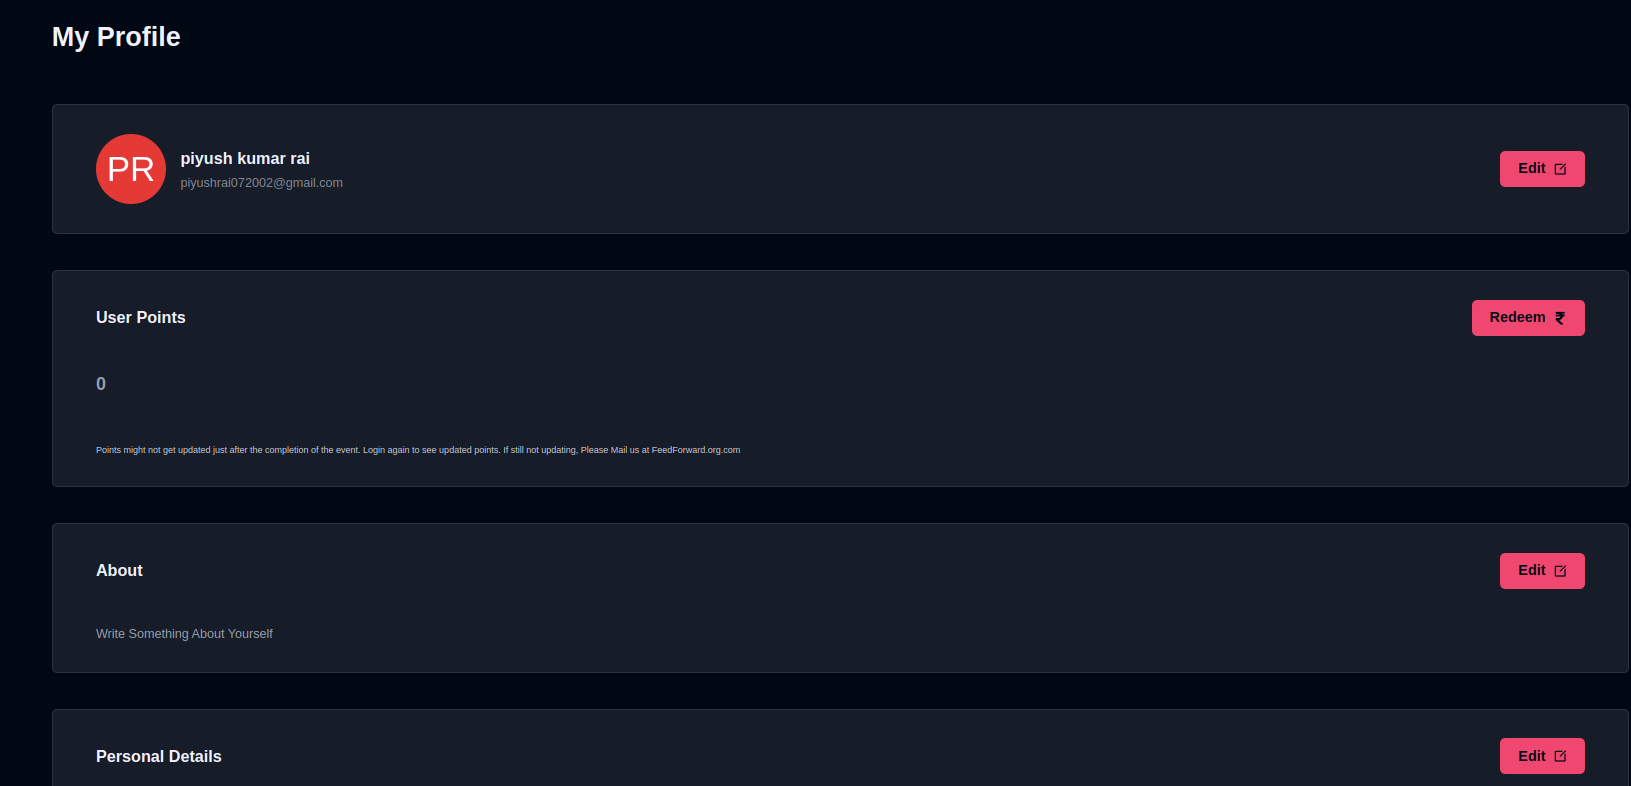 My Profile
PR
piyush kumar rai
piyushrai072002@gmail.com
Edit
User Points
Redeem ₹
0
Points might not get updated just after the completion of the event. Login again to see updated points. If still not updating, Please Mail us at FeedForward.org.com
About
Edit
Write Something About Yourself
Personal Details
Edit